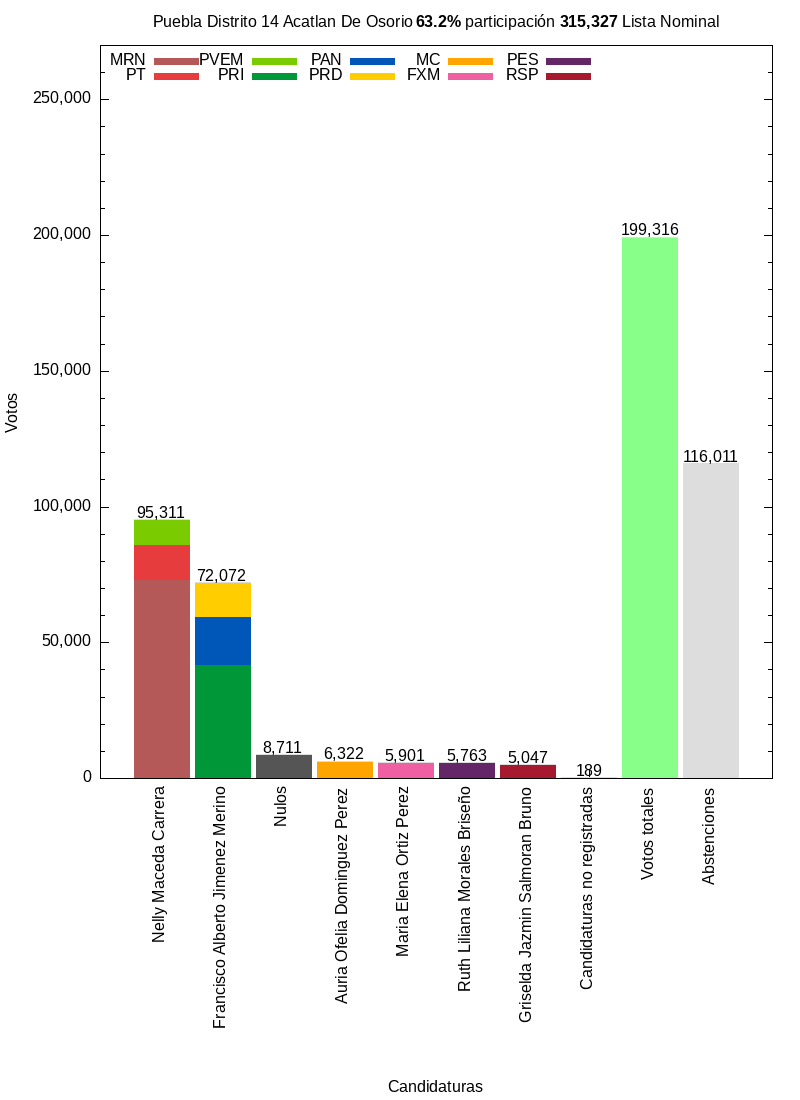 Puebla Distrito 14 Acatlan De Osorio 63.2% participación 315,327 Lista Nominal
MRN PVEM PAN MC PES
PT PRI PRD FXM RSP
Votos
250,000
200,000
150,000
100,000
50,000
0
95,311
72,072
8,711
6,322
5,901
5,763
5,047
189
199,316
116,011
Nelly Maceda Carrera
Francisco Alberto Jimenez Merino
Nulos
Auria Ofelia Dominguez Perez
Maria Elena Ortiz Perez
Ruth Liliana Morales Briseño
Griselda Jazmin Salmoran Bruno
Candidaturas no registradas
Votos totales
Abstenciones
Candidaturas